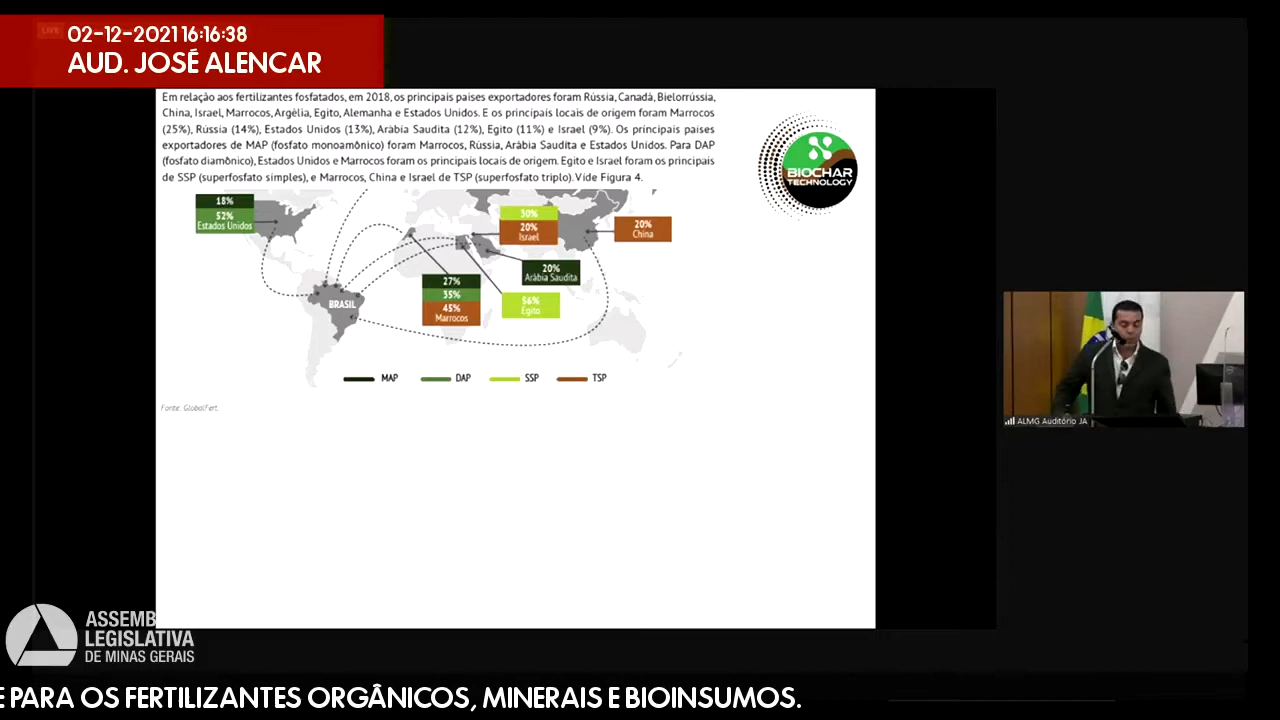 LIVE
02-12-2021 16:16:38
AUD. JOSÉ ALENCAR
Em relação aos fertilizantes fosfatados, em 2018, os principais países exportadores foram Rússia, Canadá, Bielorrússia,
China, Israel, Marrocos, Argélia, Egito, Alemanha e Estados Unidos. E os principais locais de origem foram Marrocos
(25%), Rússia (14%), Estados Unidos (13%), Arábia Saudita (12%), Egito (11%) e Israel (9%). Os principais países
exportadores de MAP (fosfato monoamônico) foram Marrocos, Rússia, Arábia Saudita e Estados Unidos. Para DAP
(fosfato diamônico), Estados Unidos e Marrocos foram os principais locais de origem. Egito e Israel foram os principais
de SSP (superfosfato simples), e Marrocos, China e Israel de TSP (superfosfato triplo). Vide Figura 4.
BIOCHAR
TECHNOLOGY
18%
52%
Estados Unidos
30%
20%
Israel
20%
China
20%
Arábia Saudita
27%
35%
45%
Marrocos
56%
Egito
BRASIL
MAP DAP SSP TSP
Fonte: GlobalFert.
ALMG Auditório JA
ASSEMB
LEGISLATIVA
DE MINAS GERAIS
E PARA OS FERTILIZANTES ORGÂNICOS, MINERAIS E BIOINSUMOS.